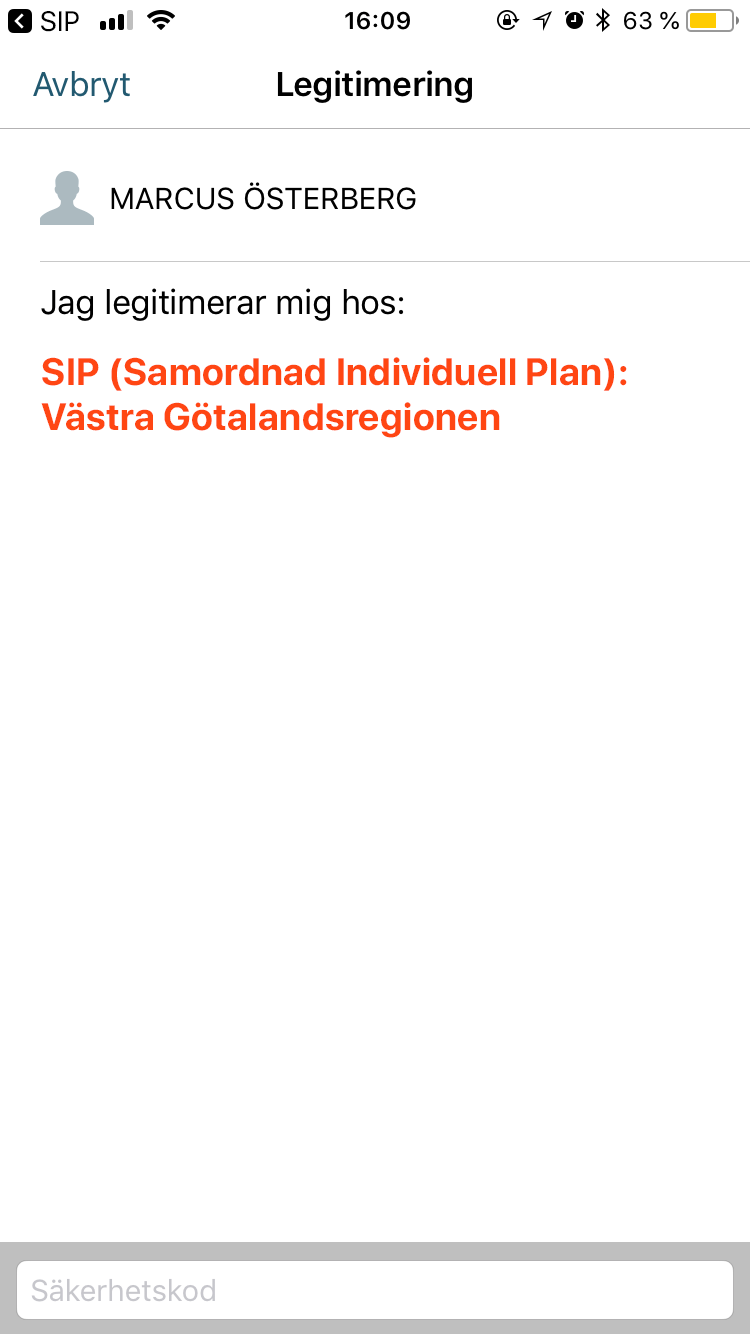 SIP 16:09 63 %
Avbryt Legitimering
MARCUS ÖSTERBERG
Jag legitimerar mig hos:
SIP (Samordnad Individuell Plan):
Västra Götalandsregionen
Säkerhetskod